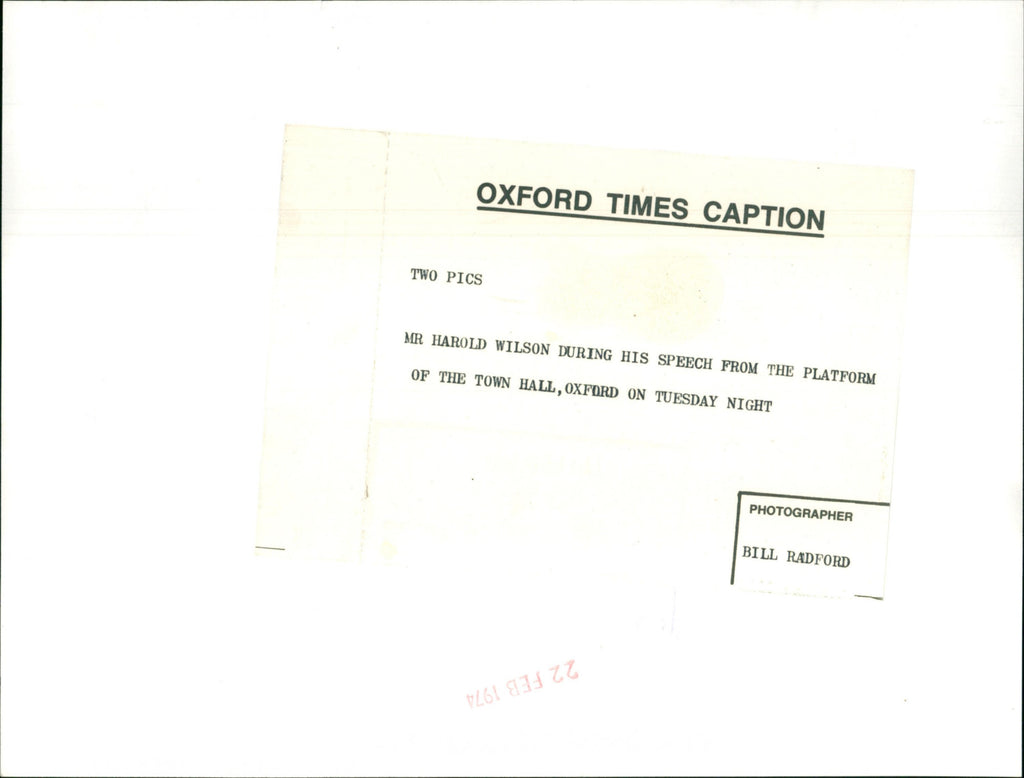 OXFORD TIMES CAPTION
TWO PICS
MR HAROLD WILSON DURING HIS SPEECH FROM THE PLATFORM
OF THE TOWN HALL,OXFORD ON TUESDAY NIGHT
PHOTOGRAPHER
BILL RADFORD
22 FEB 1974